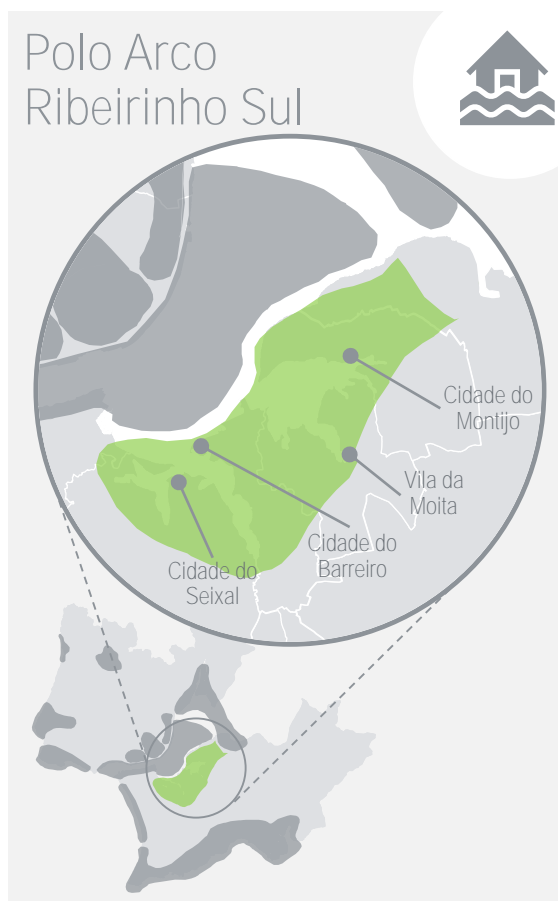 Polo Arco
Ribeirinho Sul
Cidade do
Montijo
Vila da
Moita
Cidade do
Barreiro
Cidade do
Seixal